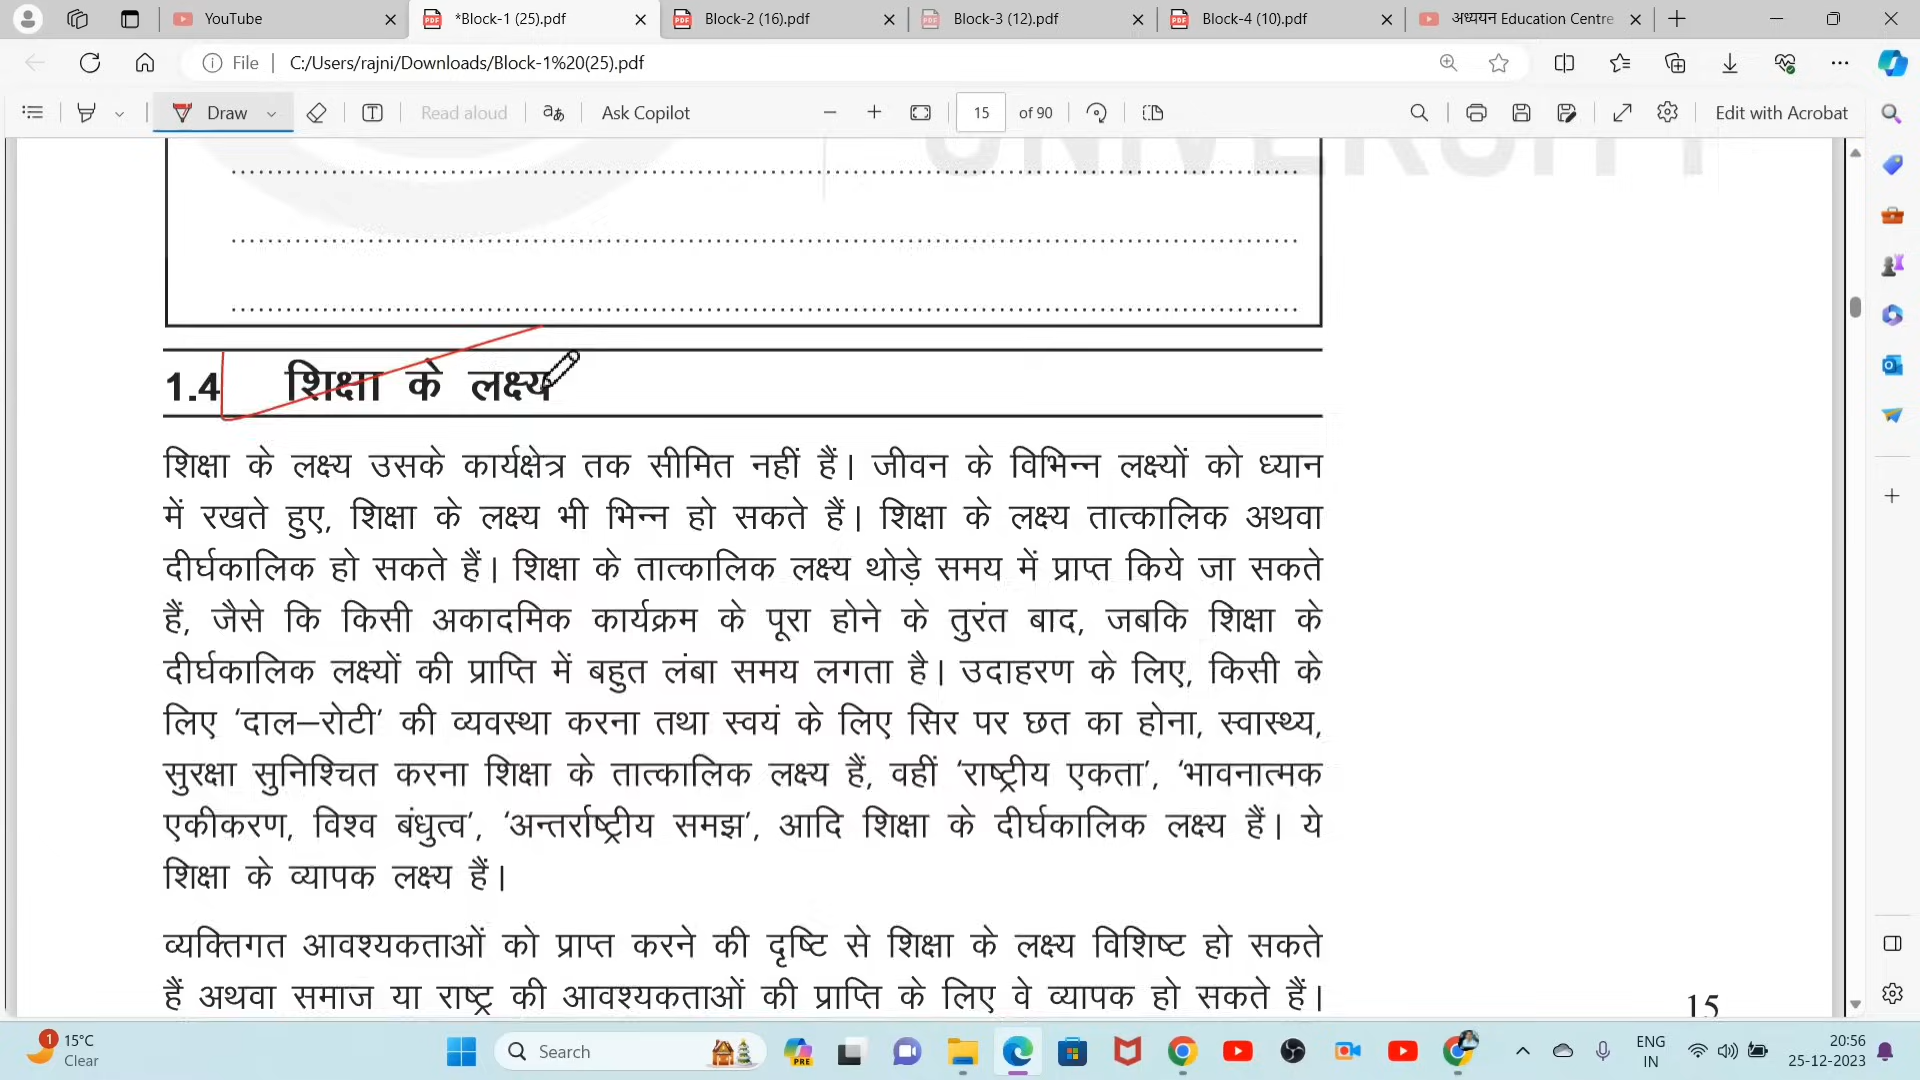 YouTube
*Block-1 (25).pdf
Block-2 (16).pdf
Block-3 (12).pdf
Block-4 (10).pdf
अध्ययन Education Centre
File
C:/Users/rajni/Downloads/Block-1%20(25).pdf
Draw
Read aloud
aあ
Ask Copilot
15
of 90
Edit with Acrobat
UNIVERSITY
1.4 शिक्षा के लक्ष्य
शिक्षा के लक्ष्य उसके कार्यक्षेत्र तक सीमित नहीं हैं। जीवन के विभिन्न लक्ष्यों को ध्यान
में रखते हुए, शिक्षा के लक्ष्य भी भिन्न हो सकते हैं। शिक्षा के लक्ष्य तात्कालिक अथवा
दीर्घकालिक हो सकते हैं। शिक्षा के तात्कालिक लक्ष्य थोड़े समय में प्राप्त किये जा सकते
हैं, जैसे कि किसी अकादमिक कार्यक्रम के पूरा होने के तुरंत बाद, जबकि शिक्षा के
दीर्घकालिक लक्ष्यों की प्राप्ति में बहुत लंबा समय लगता है। उदाहरण के लिए, किसी के
लिए ‘दाल–रोटी’ की व्यवस्था करना तथा स्वयं के लिए सिर पर छत का होना, स्वास्थ्य,
सुरक्षा सुनिश्चित करना शिक्षा के तात्कालिक लक्ष्य हैं, वहीं ‘राष्ट्रीय एकता’, ‘भावनात्मक
एकीकरण, विश्व बंधुत्व’, ‘अन्तर्राष्ट्रीय समझ’, आदि शिक्षा के दीर्घकालिक लक्ष्य हैं। ये
शिक्षा के व्यापक लक्ष्य हैं।
व्यक्तिगत आवश्यकताओं को प्राप्त करने की दृष्टि से शिक्षा के लक्ष्य विशिष्ट हो सकते
हैं अथवा समाज या राष्ट्र की आवश्यकताओं की प्राप्ति के लिए वे व्यापक हो सकते हैं।
15
1
15°C
Clear
Search
PRE
ENG
IN
20:56
25-12-2023